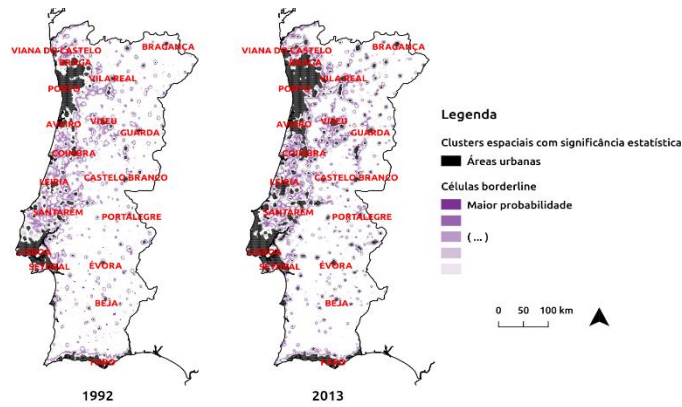 VIANA DO CASTELO
BRAGANÇA
BRAGA
VILA REAL
PORTO
AVEIRO
VISEU
GUARDA
COIMBRA
LEIRIA
CASTELO BRANCO
SANTARÉM
PORTALEGRE
LISBOA
SETÚBAL
ÉVORA
BEJA
FARO
1992
VIANA DO CASTELO
BRAGANÇA
BRAGA
VILA REAL
PORTO
AVEIRO
VISEU
GUARDA
COIMBRA
LEIRIA
CASTELO BRANCO
SANTARÉM
PORTALEGRE
LISBOA
SETÚBAL
ÉVORA
BEJA
FARO
2013
Legenda
Clusters espaciais com significância estatística
Áreas urbanas
Células borderline
Maior probabilidade
( ... )
0 50 100 km